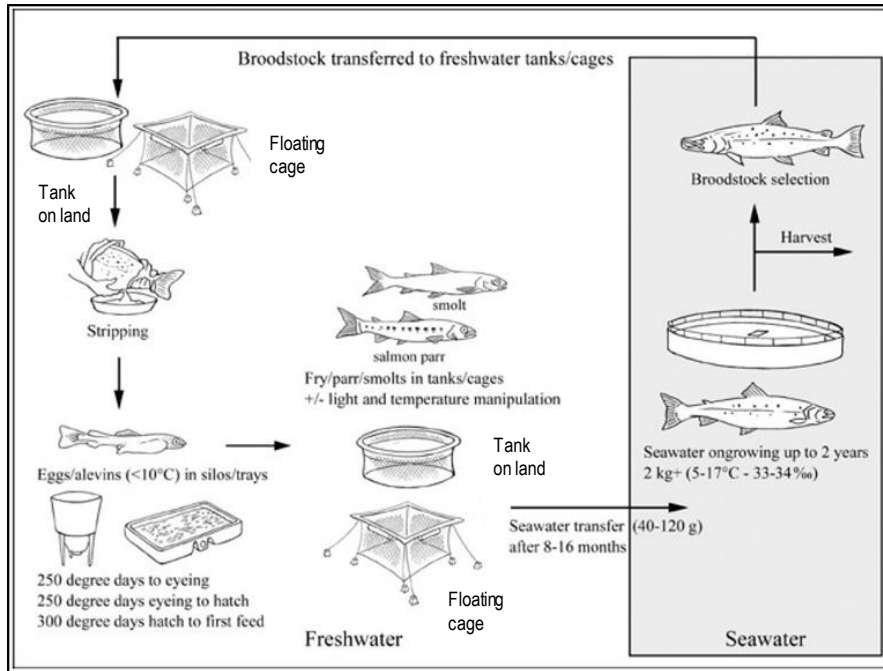 Broodstock transferred to freshwater tanks/cages
Floating
cage
Tank
on land
Stripping
Eggs/alevins (<10°C) in silos/trays
250 degree days to eyeing
250 degree days eyeing to hatch
300 degree days hatch to first feed
smolt
salmon parr
Fry/parr/smolts in tanks/cages
+/- light and temperature manipulation
Tank
on land
Floating
cage
Freshwater
Seawater transfer (40-120 g)
after 8-16 months
Broodstock selection
Harvest
Seawater ongrowing up to 2 years
2 kg+ (5-17°C - 33-34‰)
Seawater